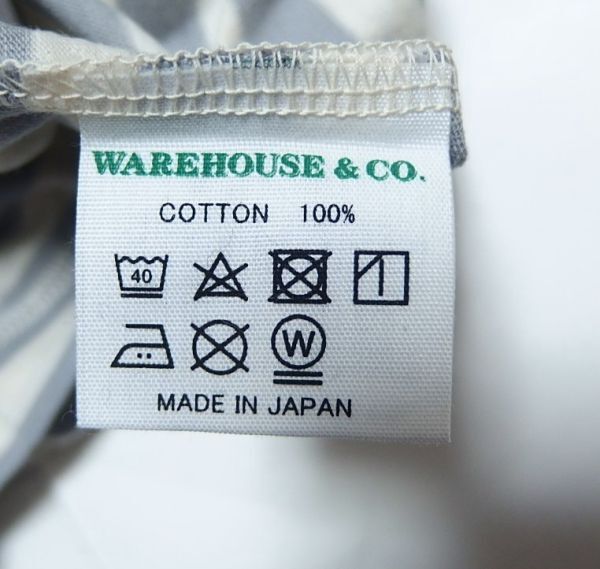 WAREHOUSE & CO.
COTTON 100%
40
W
MADE IN JAPAN